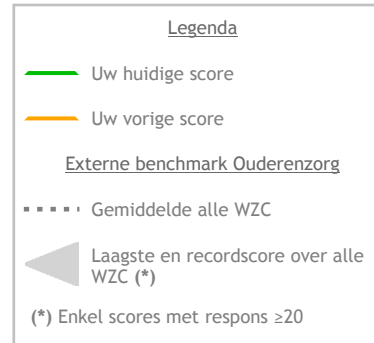 Legenda
Uw huidige score
Uw vorige score
Externe benchmark Ouderenzorg
Gemiddelde alle WZC
Laagste en recordscore over alle
WZC (*)
(*) Enkel scores met respons ≥20